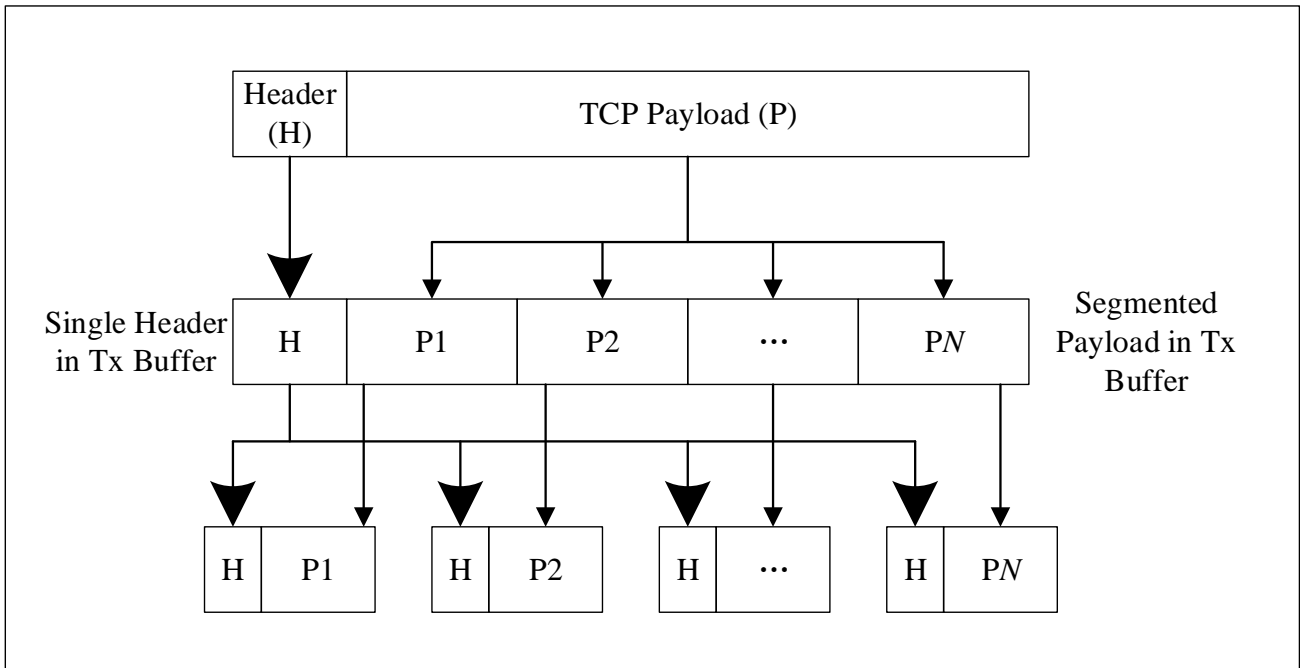 Header
(H)
TCP Payload (P)
Single Header
in Tx Buffer
H
P1
P2
...
PN
Segmented
Payload in Tx
Buffer
H
P1
H
P2
H
...
H
PN